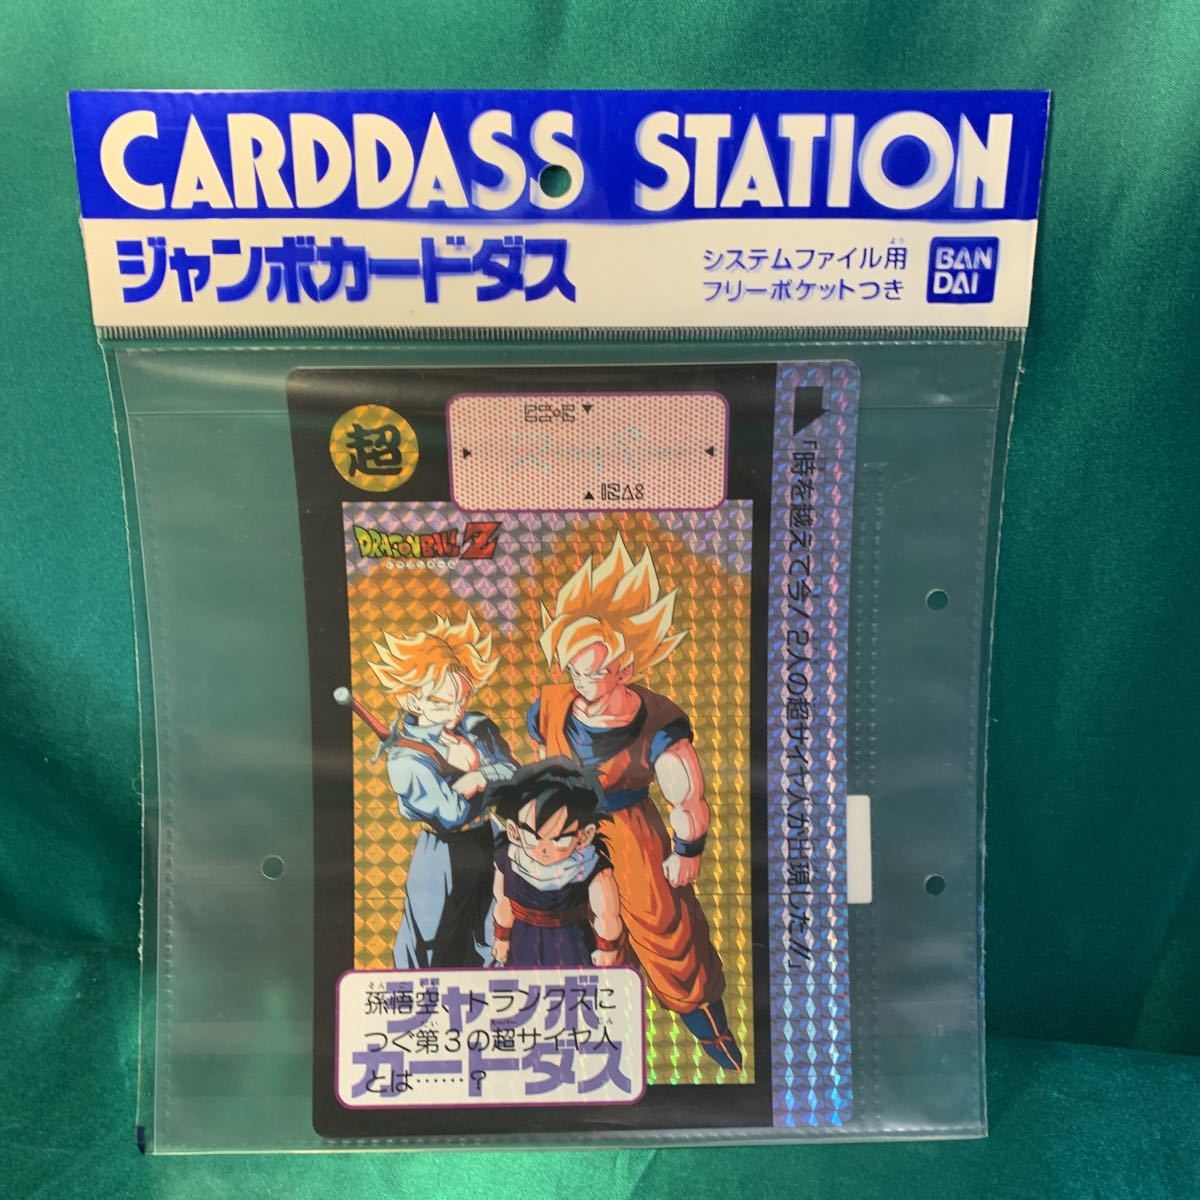 CARDDASS STATION
ジャンボカードダス
システムファイル用
よう
フリーポケットつき
BAN
DAI
超
DRAGONBALL Z
「時を越えて今！2人の超サイヤ人が出現した!!」
ジャンボ
カードダス
孫悟空、トランクスに
つぐ第3の超サイヤ人
とは……？